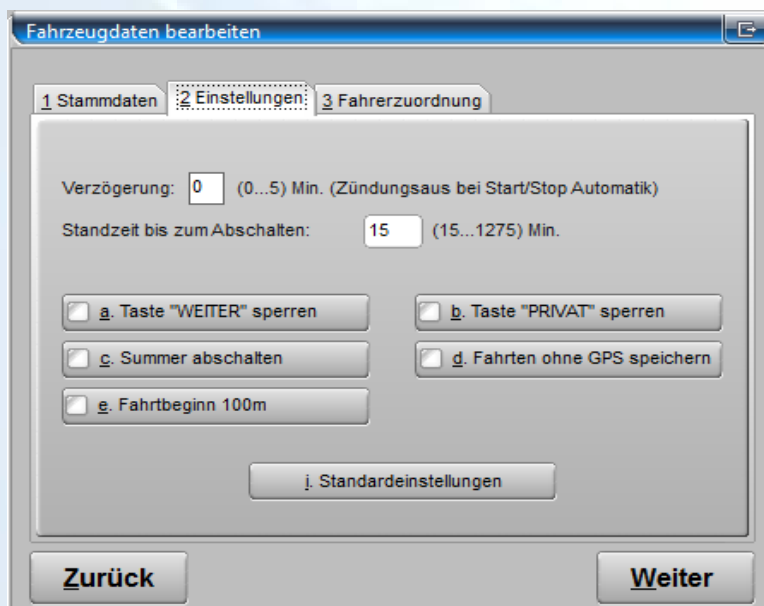 Fahrzeugdaten bearbeiten
1 Stammdaten 2 Einstellungen 3 Fahrerzuordnung
Verzögerung: 0 (0...5) Min. (Zündungsaus bei Start/Stop Automatik)
Standzeit bis zum Abschalten: 15 (15...1275) Min.
a. Taste "WEITER" sperren b. Taste "PRIVAT" sperren
c. Summer abschalten d. Fahrten ohne GPS speichern
e. Fahrtbeginn 100m
i. Standardeinstellungen
Zurück Weiter